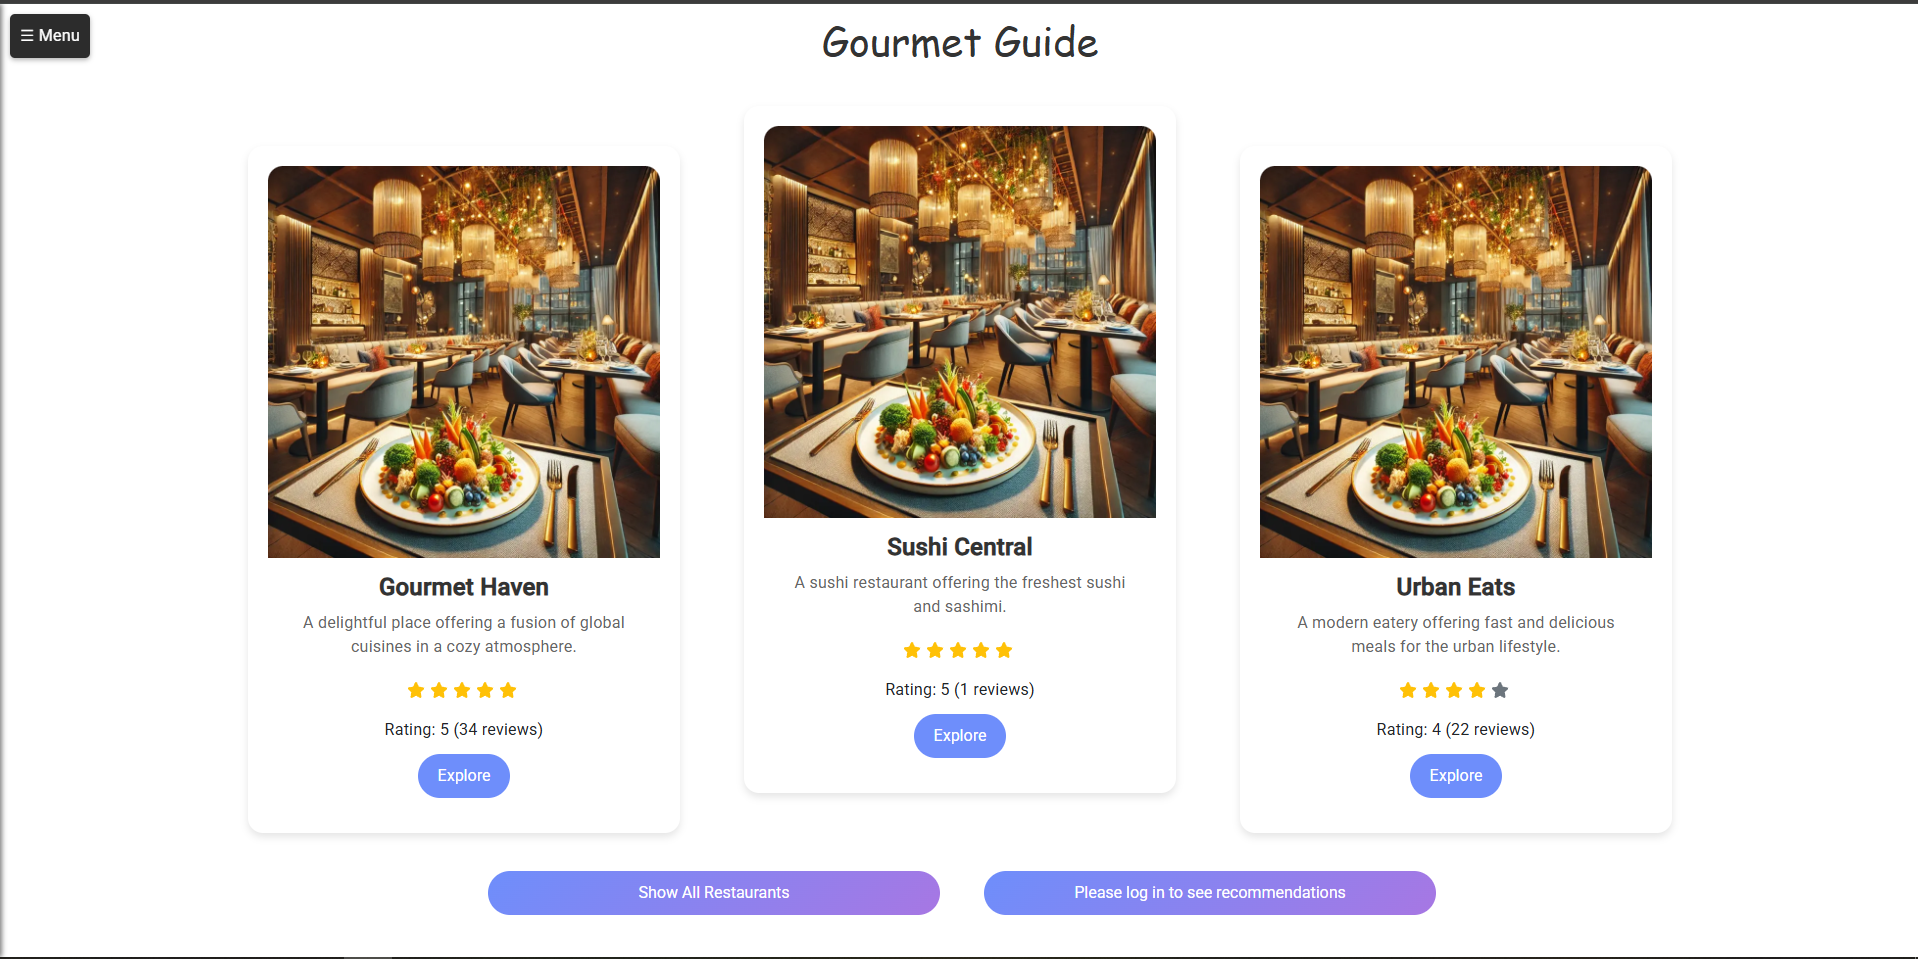 ☰ Menu
Gourmet Guide
Gourmet Haven
A delightful place offering a fusion of global
cuisines in a cozy atmosphere.
Rating: 5 (34 reviews)
Explore
Sushi Central
A sushi restaurant offering the freshest sushi
and sashimi.
Rating: 5 (1 reviews)
Explore
Urban Eats
A modern eatery offering fast and delicious
meals for the urban lifestyle.
Rating: 4 (22 reviews)
Explore
Show All Restaurants
Please log in to see recommendations